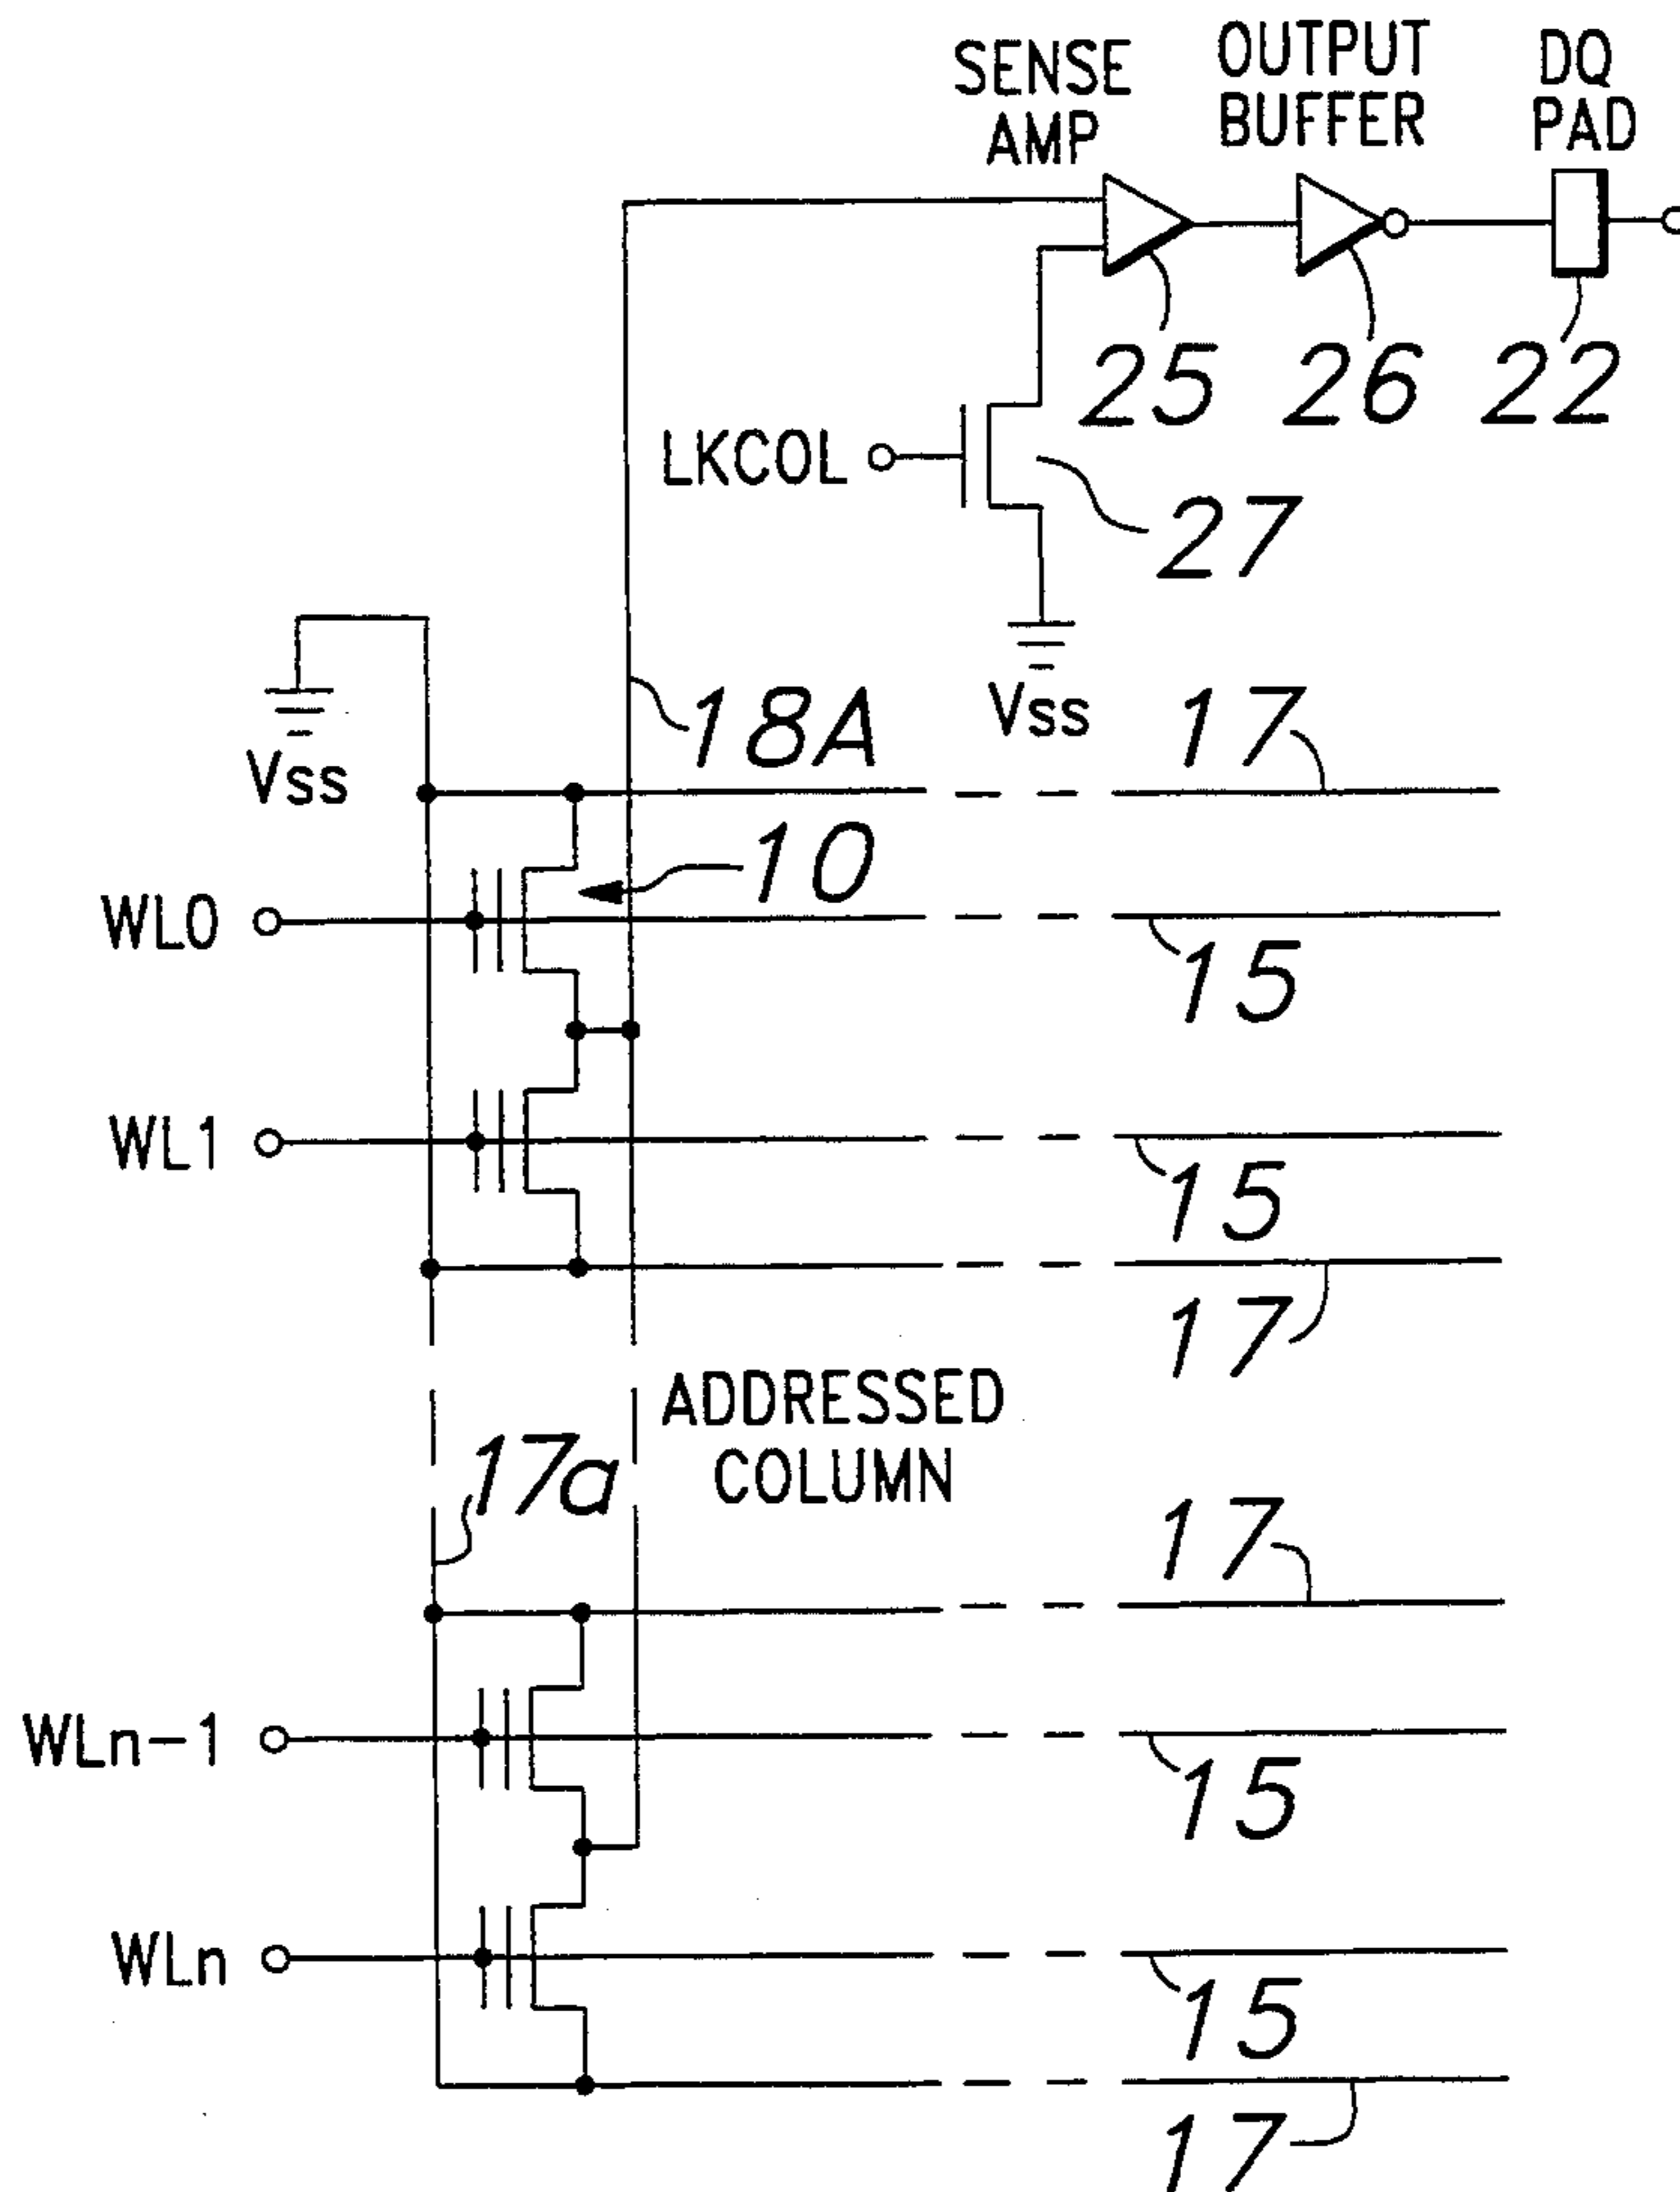 SENSE
AMP
OUTPUT
BUFFER
DQ
PAD
25
26
22
LKCOL
27
Vss
18A
Vss
17
10
WL0
15
WL1
15
17
ADDRESSED
COLUMN
17a
17
WLn-1
15
WLn
15
17